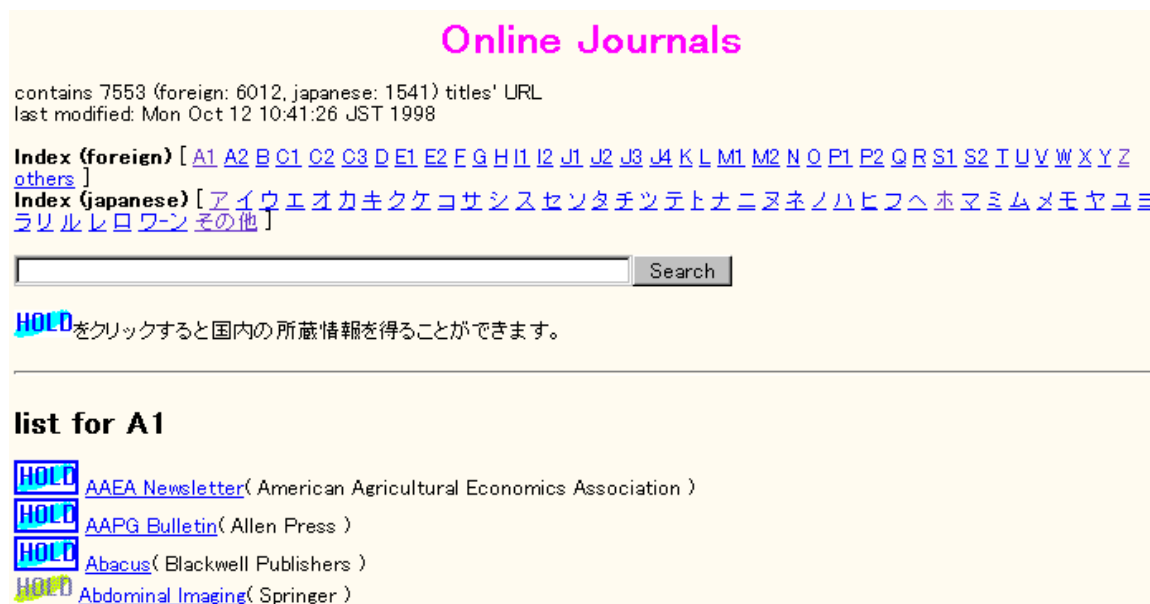 Online Journals
contains 7553 (foreign: 6012, japanese: 1541) titles' URL
last modified: Mon Oct 12 10:41:26 JST 1998
Index (foreign) [ A1 A2 B C1 C2 C3 D E1 E2 F G H I1 I2 J1 J2 J3 J4 K L M1 M2 N O P1 P2 Q R S1 S2 T U V W X Y Z
others ]
Index (japanese) [ ア イ ウ エ オ カ キ ク ケ コ サ シ ス セ ソ タ チ ツ テ ト ナ ニ ヌ ネ ノ ハ ヒ フ ヘ ホ マ ミ ム メ モ ヤ ユ ヨ
ラ リ ル レ ロ ワーン その他 ]
Search
HOLDをクリックすると国内の所蔵情報を得ることができます。
list for A1
HOLD AAEA Newsletter( American Agricultural Economics Association )
HOLD AAPG Bulletin( Allen Press )
HOLD Abacus( Blackwell Publishers )
HOLD Abdominal Imaging( Springer )